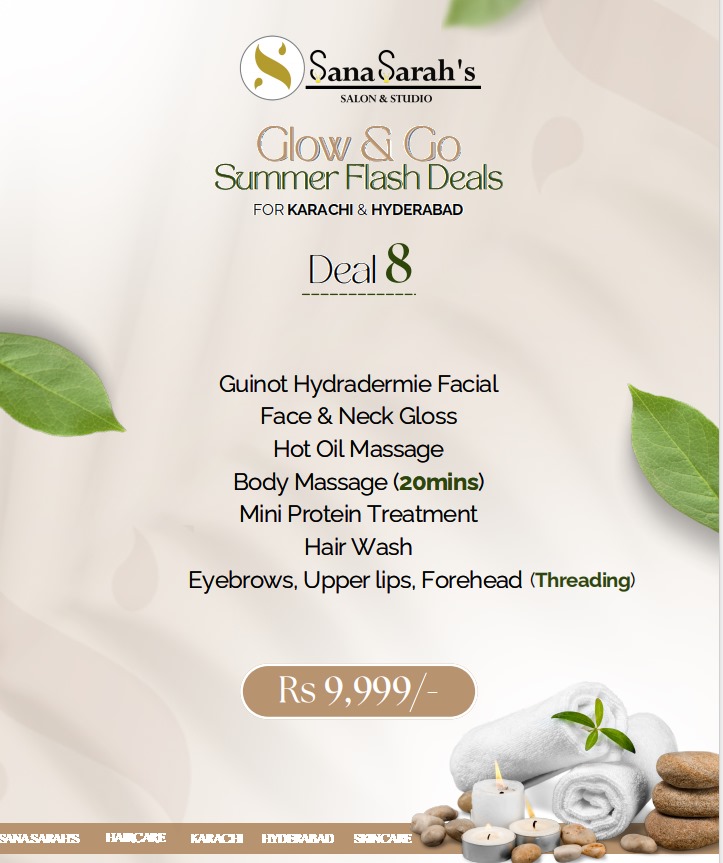 Sana Sarah's
SALON & STUDIO
Glow & Go
Summer Flash Deals
FOR KARACHI & HYDERABAD
Deal 8
Guinot Hydradermie Facial
Face & Neck Gloss
Hot Oil Massage
Body Massage (20mins)
Mini Protein Treatment
Hair Wash
Eyebrows, Upper lips, Forehead (Threading)
Rs 9,999/-
SANA.SARAH'S HAIRCARE KARACHI HYDERABAD SKINCARE